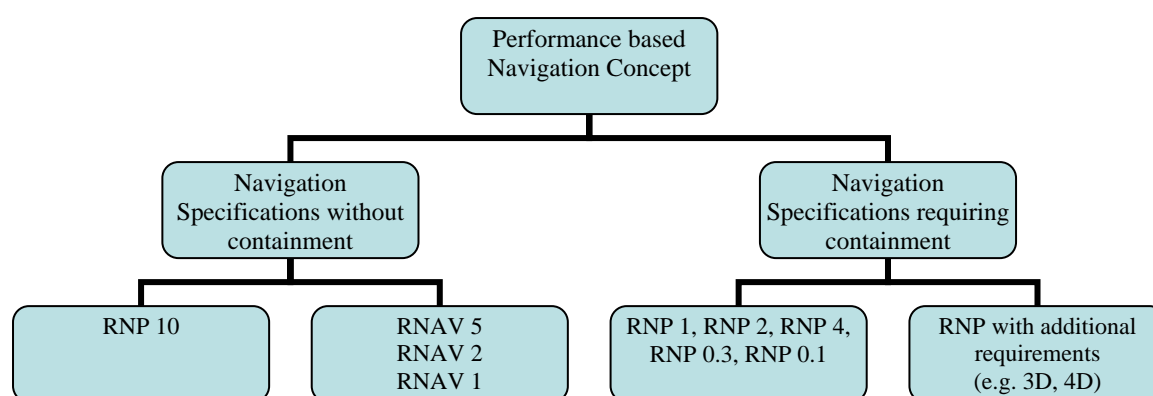 Performance based
Navigation Concept
Navigation
Specifications without
containment
Navigation
Specifications requiring
containment
RNP 10
RNAV 5
RNAV 2
RNAV 1
RNP 1, RNP 2, RNP 4,
RNP 0.3, RNP 0.1
RNP with additional
requirements
(e.g. 3D, 4D)